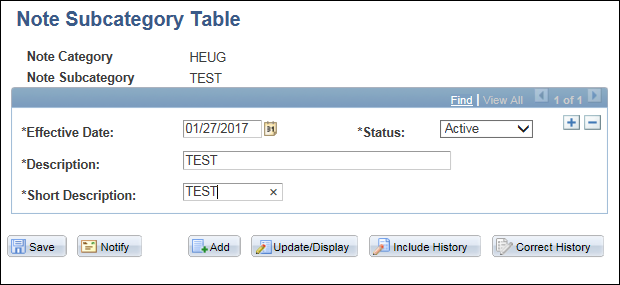 Note Subcategory Table
Note Category HEUG
Note Subcategory TEST
Find | View All 1 of 1
*Effective Date: 01/27/2017 31 *Status: Active + −
*Description: TEST
*Short Description: TEST ×
Save Notify Add Update/Display Include History Correct History